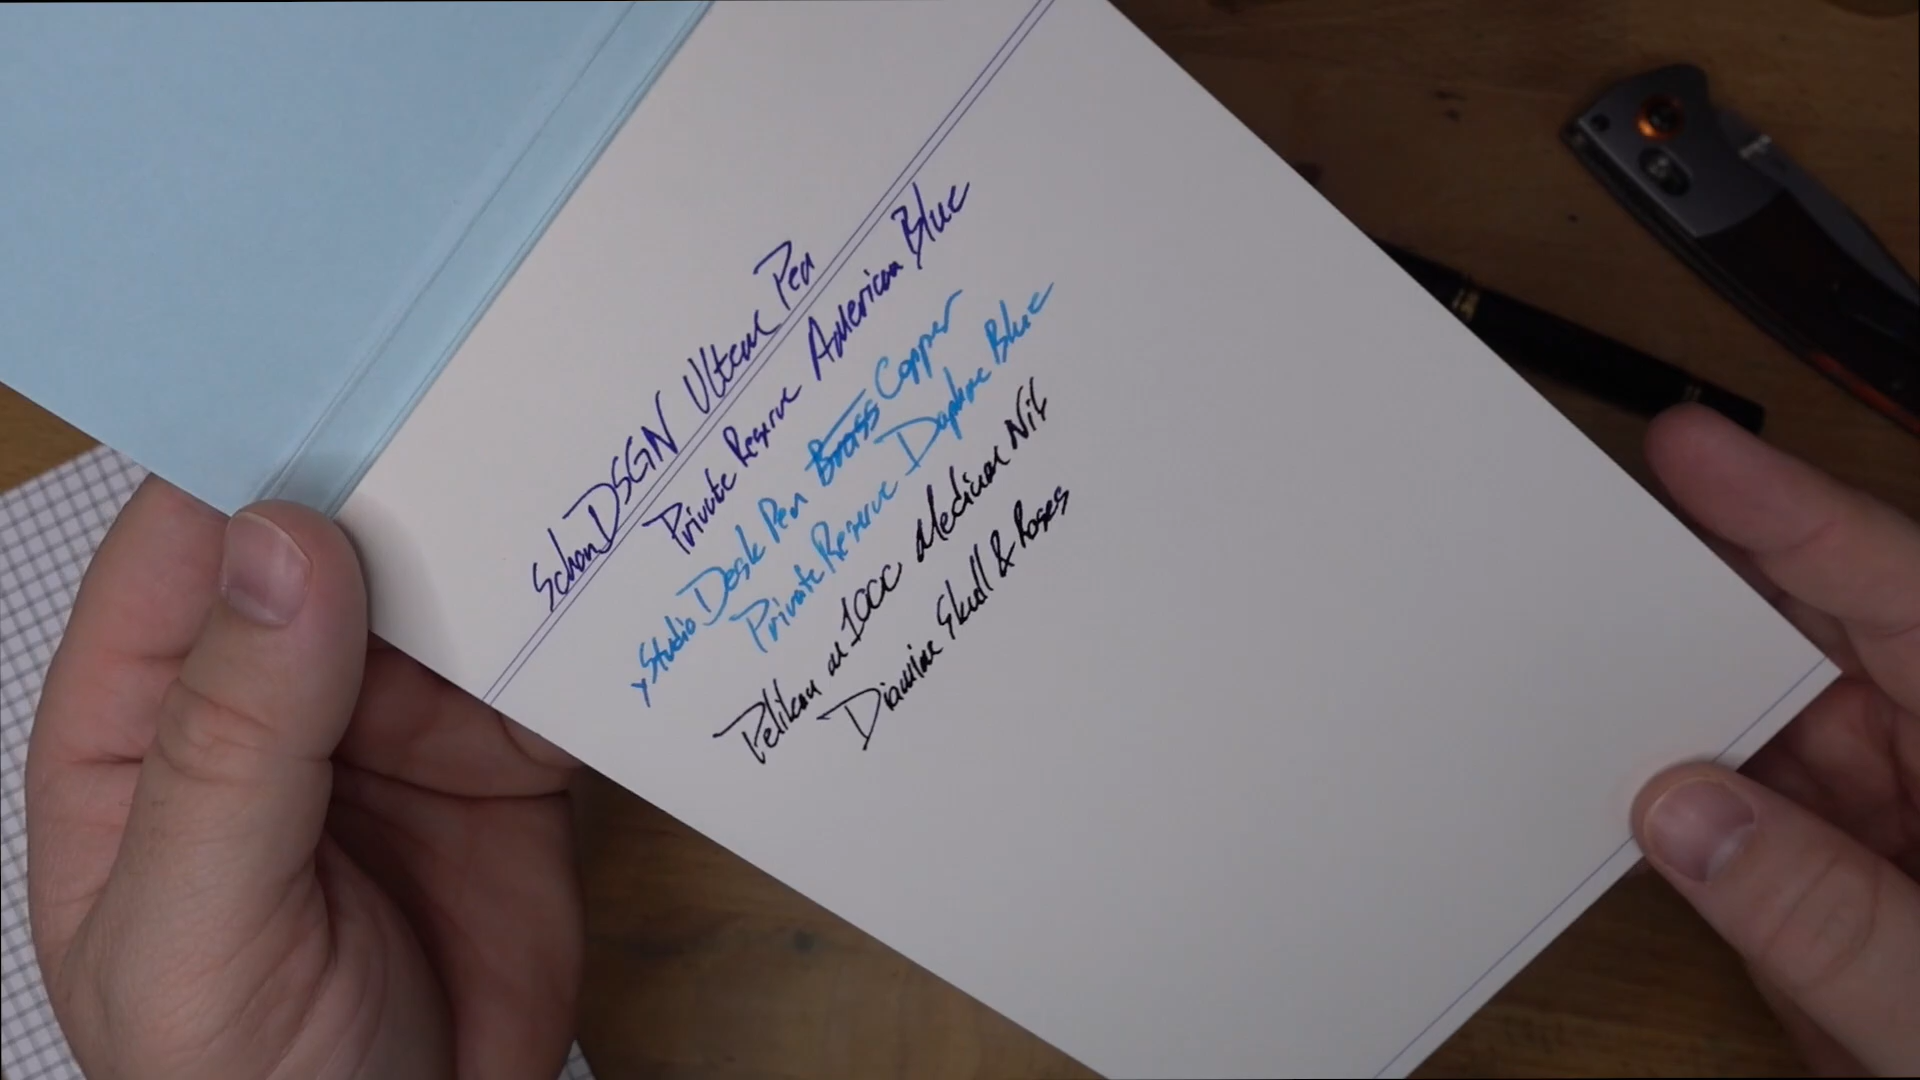 Schon DSGN Ultem Pen
Private Reserve American Blue
yStudio Desk Pen Brass Copper
Private Reserve Daphne Blue
Pelikan m1000 Medium Nib
Diamine Skull & Roses